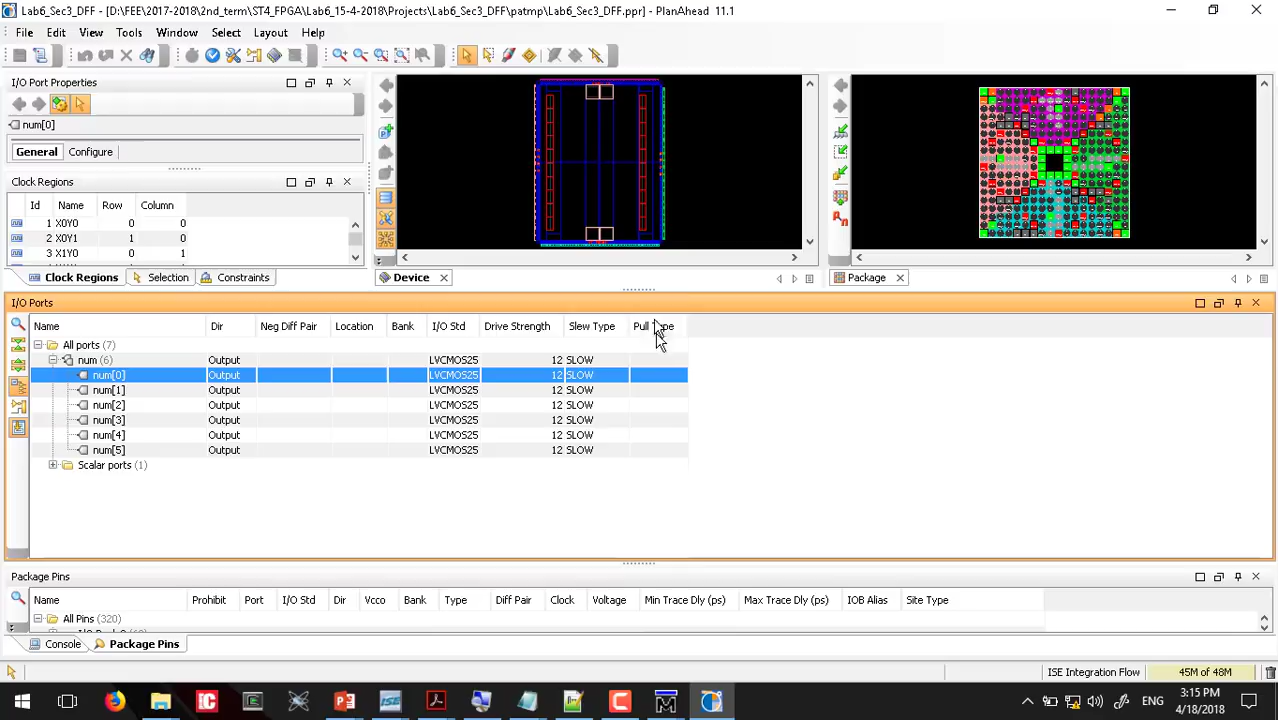 Lab6_Sec3_DFF - [D:\FEE\2017-2018\2nd_term\ST4_FPGA\Lab6_15-4-2018\Projects\Lab6_Sec3_DFF\patmp\Lab6_Sec3_DFF.ppr] - PlanAhead 11.1
File Edit View Tools Window Select Layout Help
I/O Port Properties
num[0]
General Configure
Clock Regions
Id Name Row Column
1 X0Y0 0 0
2 X0Y1 1 0
3 X1Y0 0 1
Clock Regions Selection Constraints
Device
Package
I/O Ports
Name Dir Neg Diff Pair Location Bank I/O Std Drive Strength Slew Type Pull Type
All ports (7)
num (6) Output LVCMOS25 12 SLOW
num[0] Output LVCMOS25 12 SLOW
num[1] Output LVCMOS25 12 SLOW
num[2] Output LVCMOS25 12 SLOW
num[3] Output LVCMOS25 12 SLOW
num[4] Output LVCMOS25 12 SLOW
num[5] Output LVCMOS25 12 SLOW
Scalar ports (1)
Package Pins
Name Prohibit Port I/O Std Dir Vcco Bank Type Diff Pair Clock Voltage Min Trace Dly (ps) Max Trace Dly (ps) IOB Alias Site Type
All Pins (320)
Console Package Pins
ISE Integration Flow 45M of 48M
ENG
3:15 PM
4/18/2018